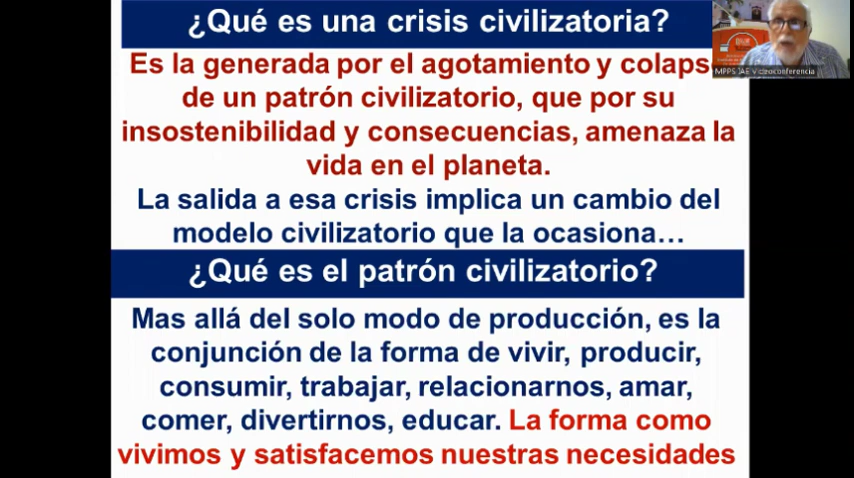 ¿Qué es una crisis civilizatoria?
Es la generada por el agotamiento y colaps
de un patrón civilizatorio, que por su
insostenibilidad y consecuencias, amenaza la
vida en el planeta.
La salida a esa crisis implica un cambio del
modelo civilizatorio que la ocasiona...
¿Qué es el patrón civilizatorio?
Mas allá del solo modo de producción, es la
conjunción de la forma de vivir, producir,
consumir, trabajar, relacionarnos, amar,
comer, divertirnos, educar. La forma como
vivimos y satisfacemos nuestras necesidades
MPPS IAE Videoconferencia